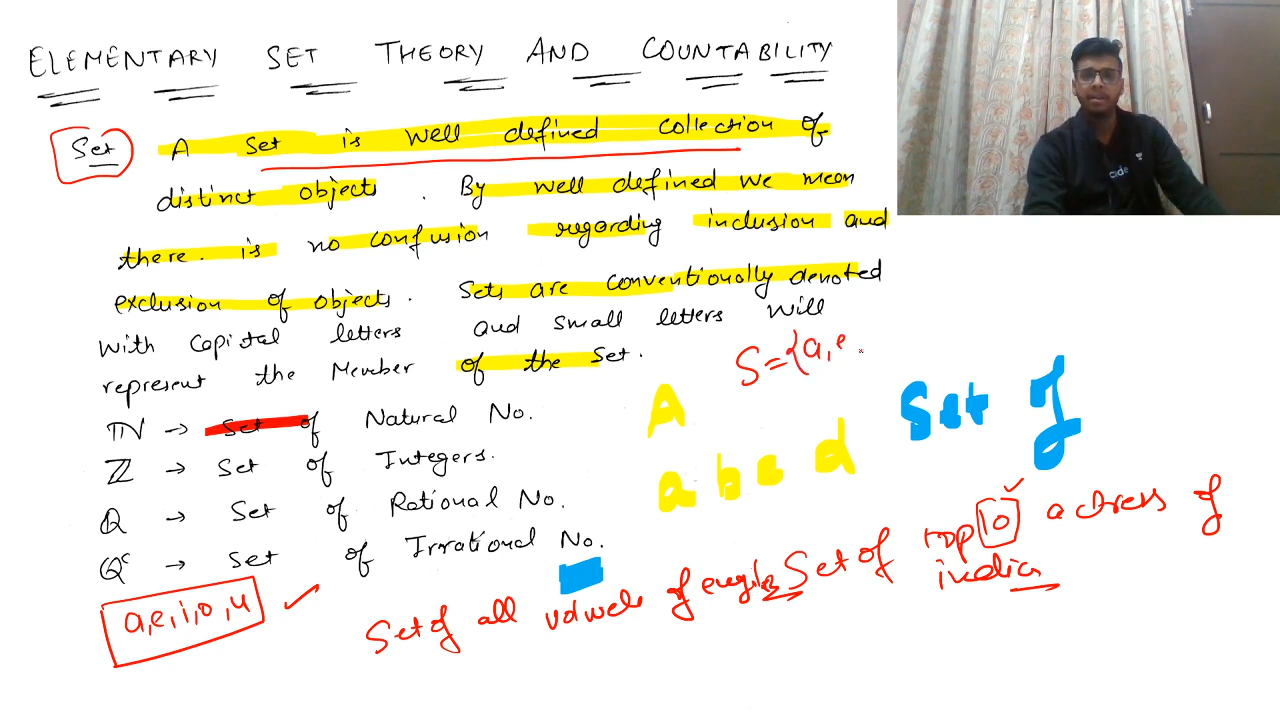 ELEMENTARY SET THEORY AND COUNTABILITY
Set A set is well defined collection of
distinct objects. By well defined we mean
there. is no confusion regarding inclusion and
exclusion of objects. Sets are conventionally denoted
with Capital letters and small letters will
represent the Member of the Set.
S={a,e
ℕ → Set of Natural No.
A
Set of
ℤ → Set of Integers.
a b c d
Q → Set of Rational No.
Qᶜ → Set of Irrational No.
Set of top 10 actress of
india
a,e,i,o,u
Set of all vowels of